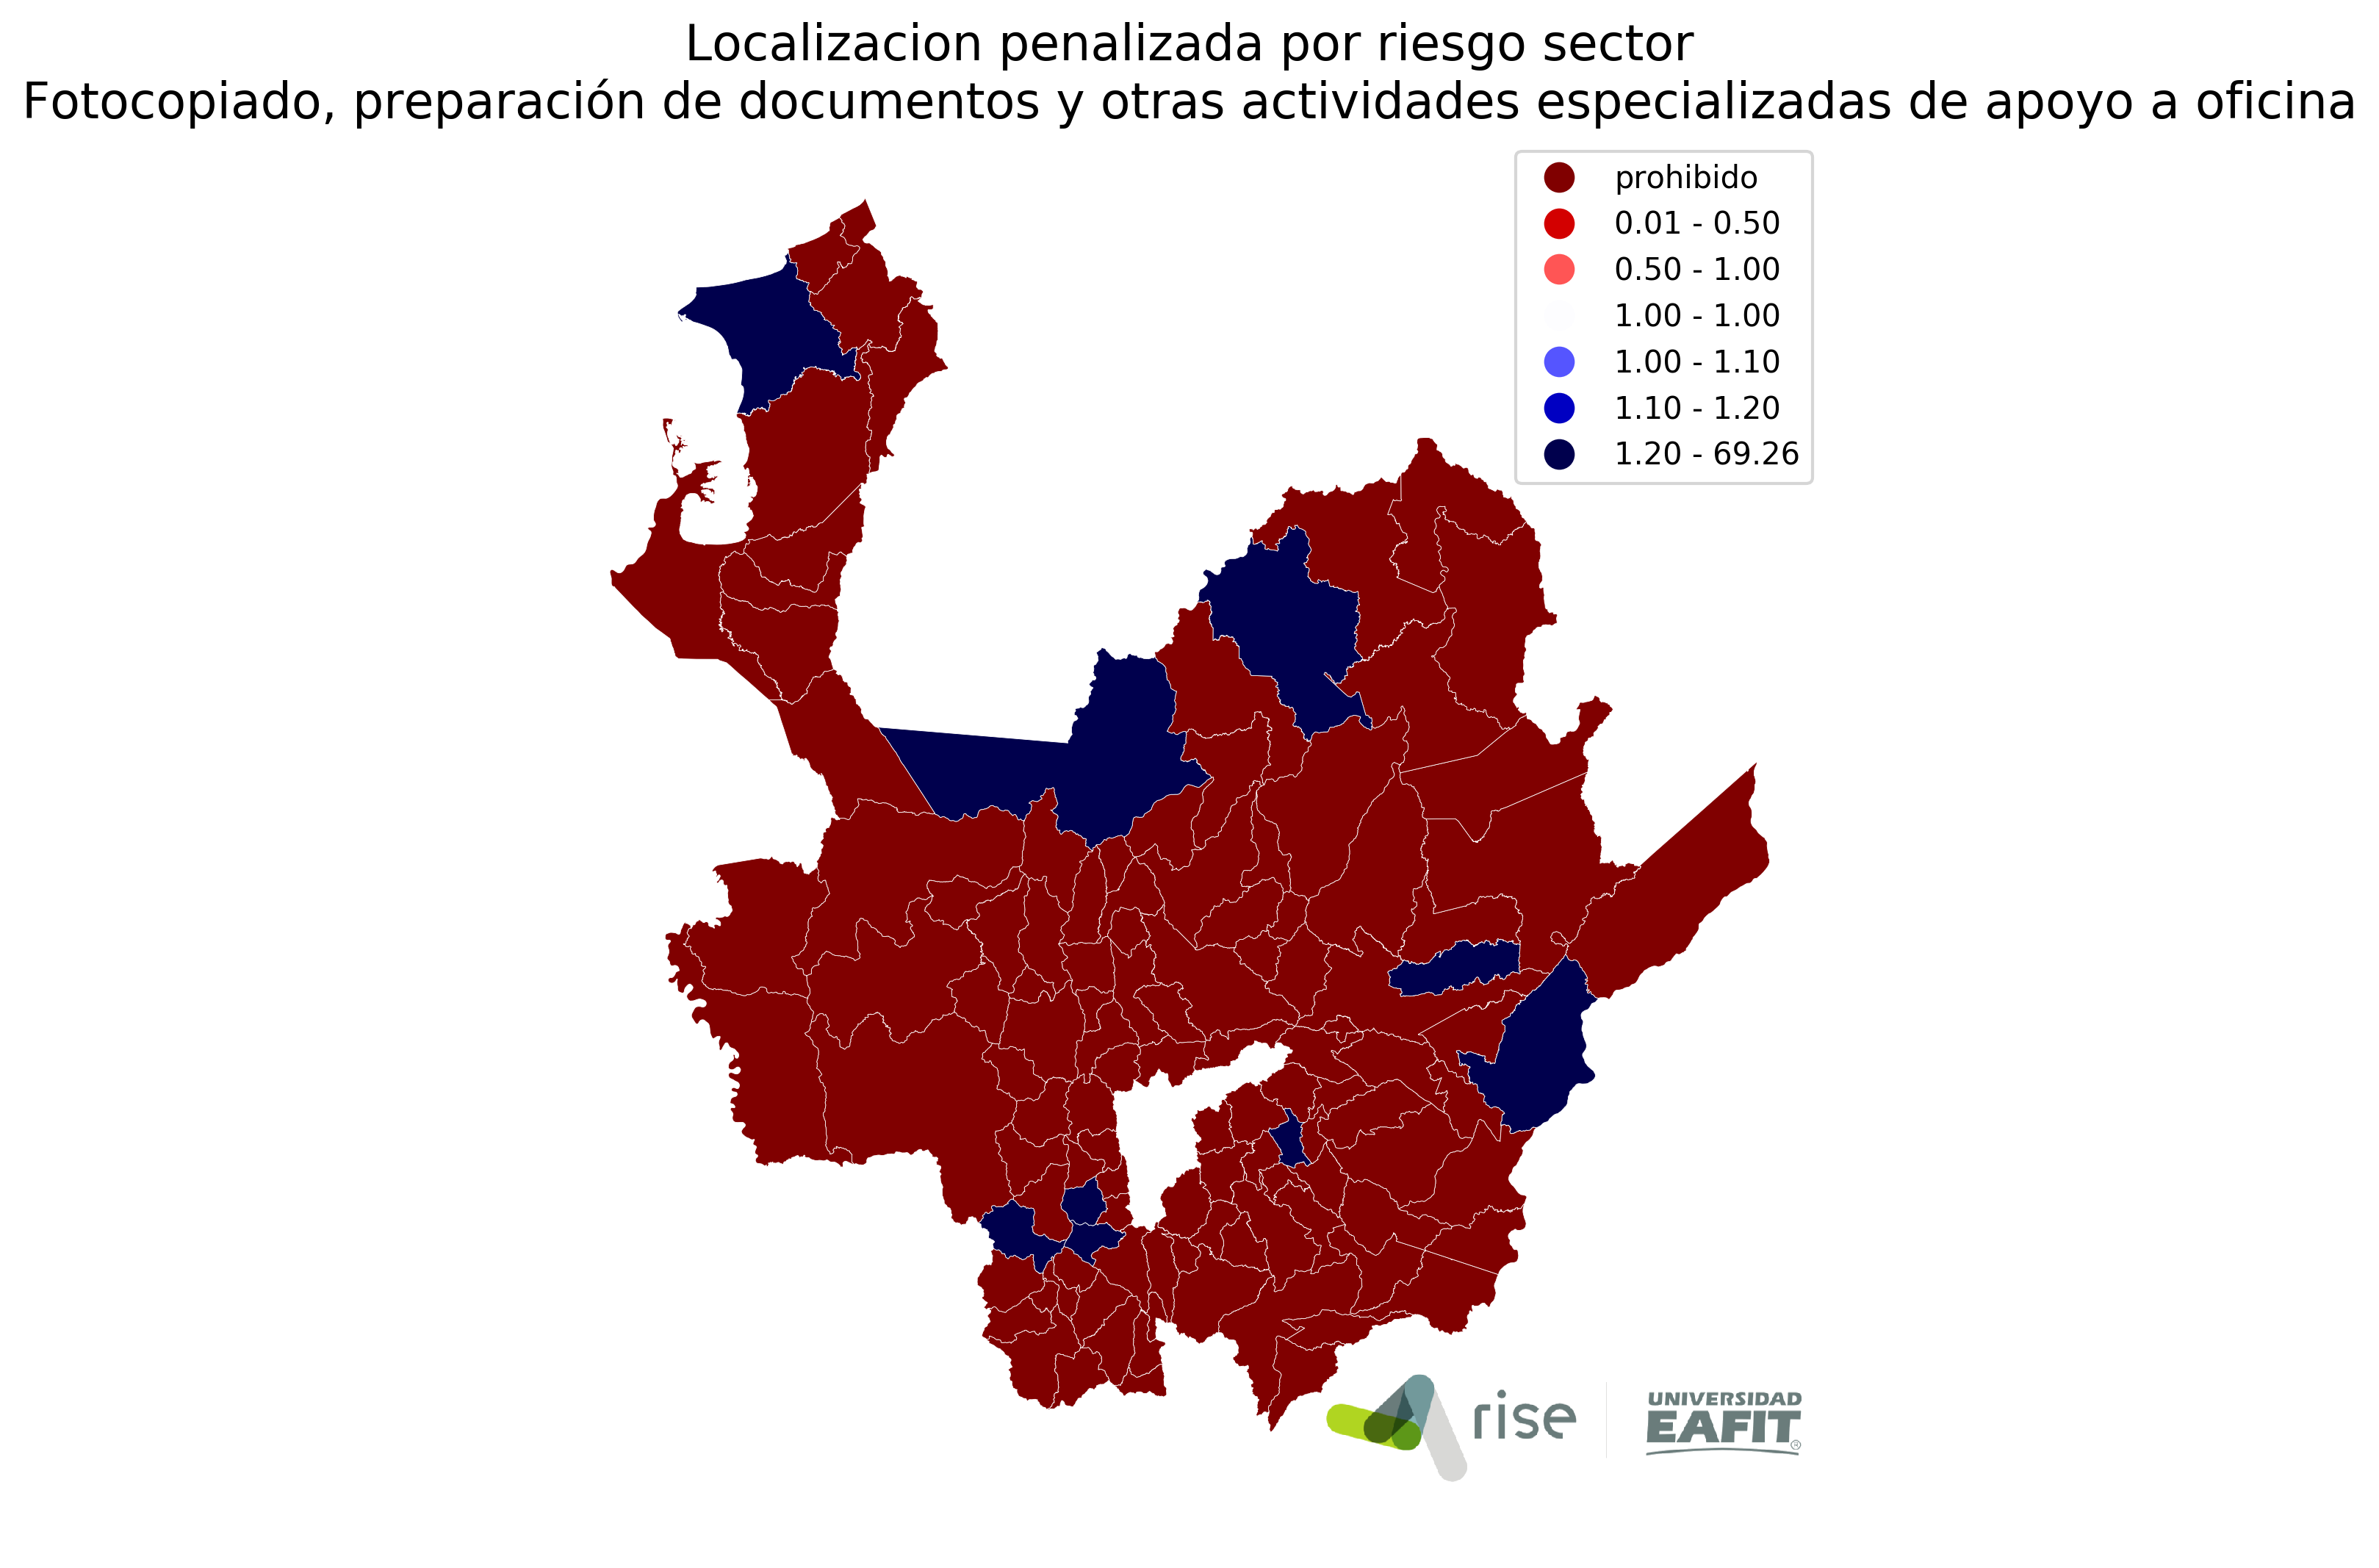 Localizacion penalizada por riesgo sector
Fotocopiado, preparación de documentos y otras actividades especializadas de apoyo a oficina
prohibido
0.01 - 0.50
0.50 - 1.00
1.00 - 1.00
1.00 - 1.10
1.10 - 1.20
1.20 - 69.26
rise
UNIVERSIDAD
EAFIT®